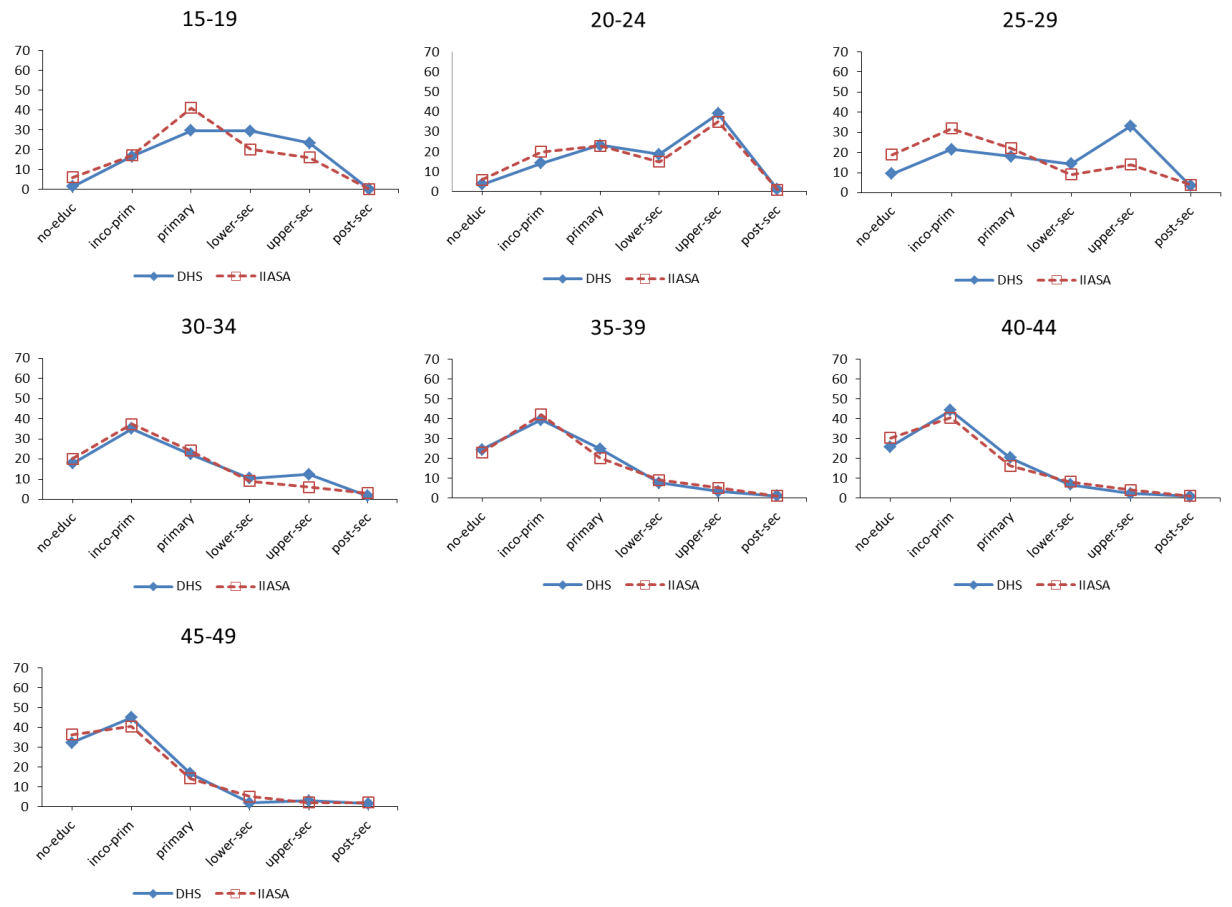 15-19
70
60
50
40
30
20
10
0
no-educ
inco-prim
primary
lower-sec
upper-sec
post-sec
DHS
IIASA
20-24
70
60
50
40
30
20
10
0
no-educ
inco-prim
primary
lower-sec
upper-sec
post-sec
DHS
IIASA
25-29
70
60
50
40
30
20
10
0
no-educ
inco-prim
primary
lower-sec
upper-sec
post-sec
DHS
IIASA
30-34
70
60
50
40
30
20
10
0
no-educ
inco-prim
primary
lower-sec
upper-sec
post-sec
DHS
IIASA
35-39
70
60
50
40
30
20
10
0
no-educ
inco-prim
primary
lower-sec
upper-sec
post-sec
DHS
IIASA
40-44
70
60
50
40
30
20
10
0
no-educ
inco-prim
primary
lower-sec
upper-sec
post-sec
DHS
IIASA
45-49
70
60
50
40
30
20
10
0
no-educ
inco-prim
primary
lower-sec
upper-sec
post-sec
DHS
IIASA